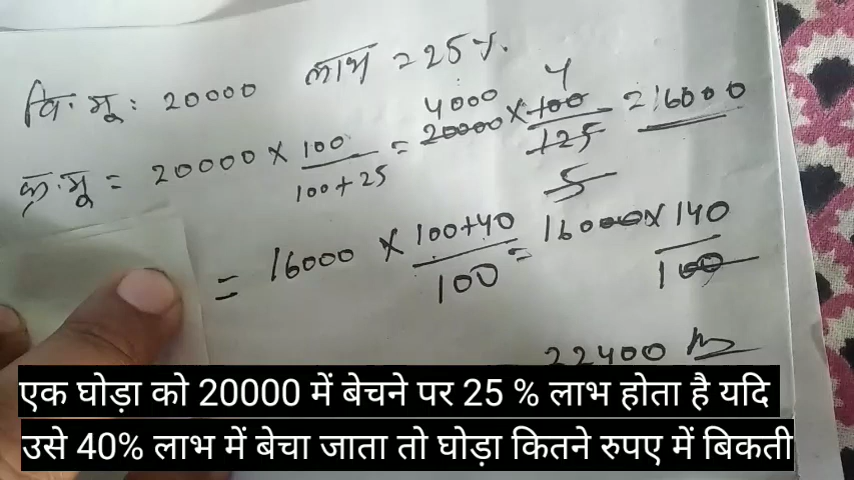 वि. मू : 20000 लाभ = 25%.
क्र. मू = 20000 × 100/100+25 = 20000 × 100/125 = 16000
4000 4
5
= 16000 × 100+40/100 = 16000 × 140/100
22400
एक घोड़ा को 20000 में बेचने पर 25 % लाभ होता है यदि
उसे 40% लाभ में बेचा जाता तो घोड़ा कितने रुपए में बिकती